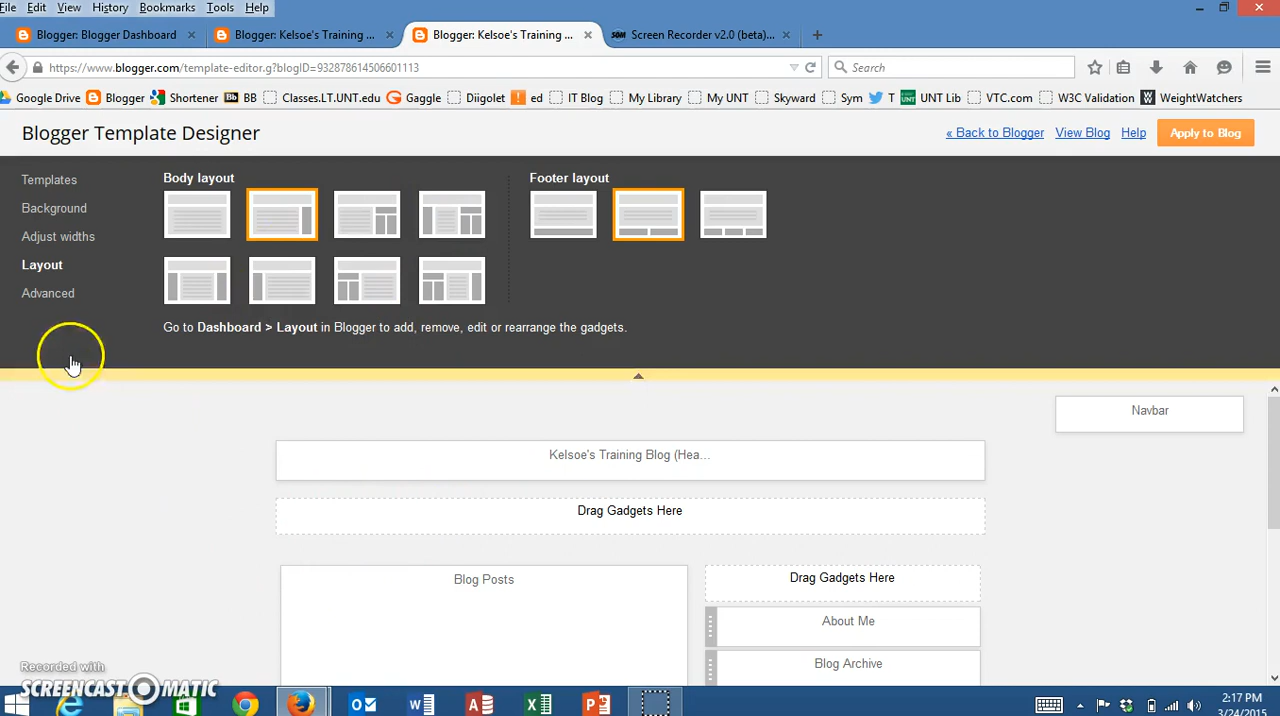 File Edit View History Bookmarks Tools Help
Blogger: Blogger Dashboard × Blogger: Kelsoe's Training ... × Blogger: Kelsoe's Training ... × SOM Screen Recorder v2.0 (beta)... × +
https://www.blogger.com/template-editor.g?blogID=932878614506601113 Search
Google Drive Blogger Shortener BB Classes.LT.UNT.edu Gaggle Diigolet ed IT Blog My Library My UNT Skyward Sym T UNT Lib VTC.com W3C Validation WeightWatchers
Blogger Template Designer « Back to Blogger View Blog Help Apply to Blog
Templates
Background
Adjust widths
Layout
Advanced
Body layout
Footer layout
Go to Dashboard > Layout in Blogger to add, remove, edit or rearrange the gadgets.
Navbar
Kelsoe's Training Blog (Hea...
Drag Gadgets Here
Blog Posts
Drag Gadgets Here
About Me
Blog Archive
Recorded with
SCREENCAST-O-MATIC
2:17 PM
3/24/2015